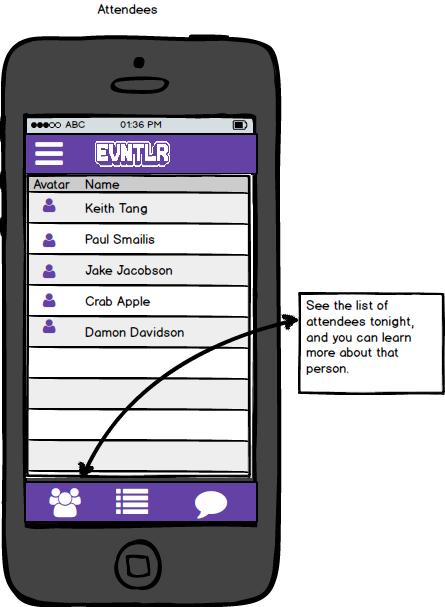 Attendees
ABC 01:36 PM
EVNTLR
Avatar Name
Keith Tang
Paul Smailis
Jake Jacobson
Crab Apple
Damon Davidson
See the list of
attendees tonight,
and you can learn
more about that
person.